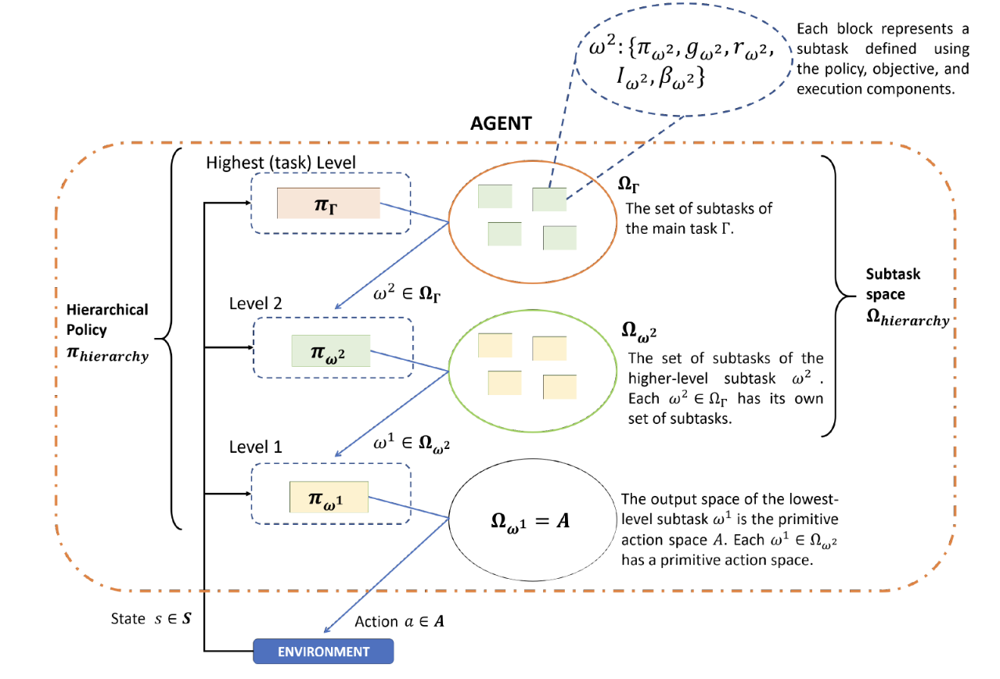 ω²: {π_ω², g_ω², r_ω²,
I_ω², β_ω²}
Each block represents a
subtask defined using
the policy, objective, and
execution components.
AGENT
Highest (task) Level
π_Γ
Ω_Γ
The set of subtasks of
the main task Γ.
ω² ∈ Ω_Γ
Hierarchical
Policy
π_hierarchy
Subtask
space
Ω_hierarchy
Level 2
π_ω²
Ω_ω²
The set of subtasks of the
higher-level subtask ω² .
Each ω² ∈ Ω_Γ has its own
set of subtasks.
ω¹ ∈ Ω_ω²
Level 1
π_ω¹
Ω_ω¹ = A
The output space of the lowest-
level subtask ω¹ is the primitive
action space A. Each ω¹ ∈ Ω_ω²
has a primitive action space.
State s ∈ S
Action a ∈ A
ENVIRONMENT